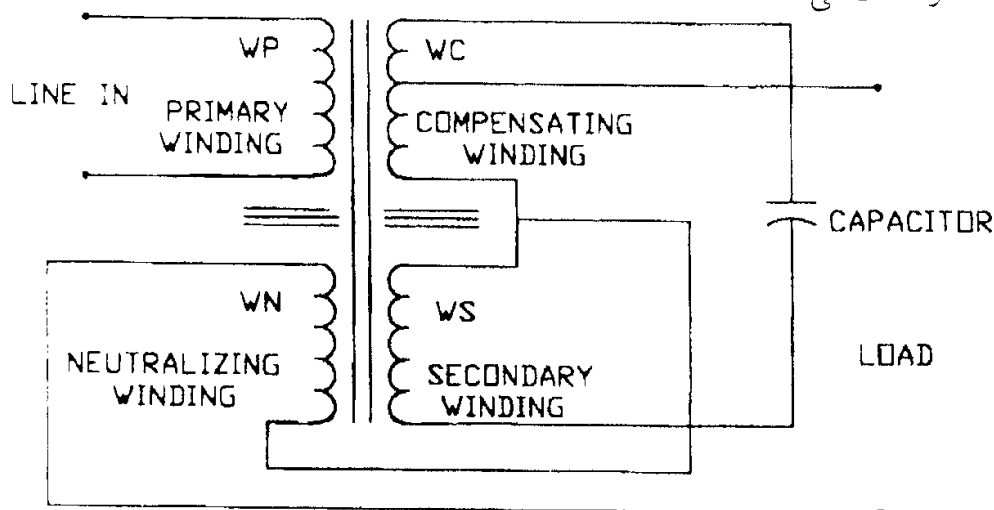 WP
WC
LINE IN
PRIMARY
WINDING
COMPENSATING
WINDING
CAPACITOR
WN
WS
NEUTRALIZING
WINDING
SECONDARY
WINDING
LOAD